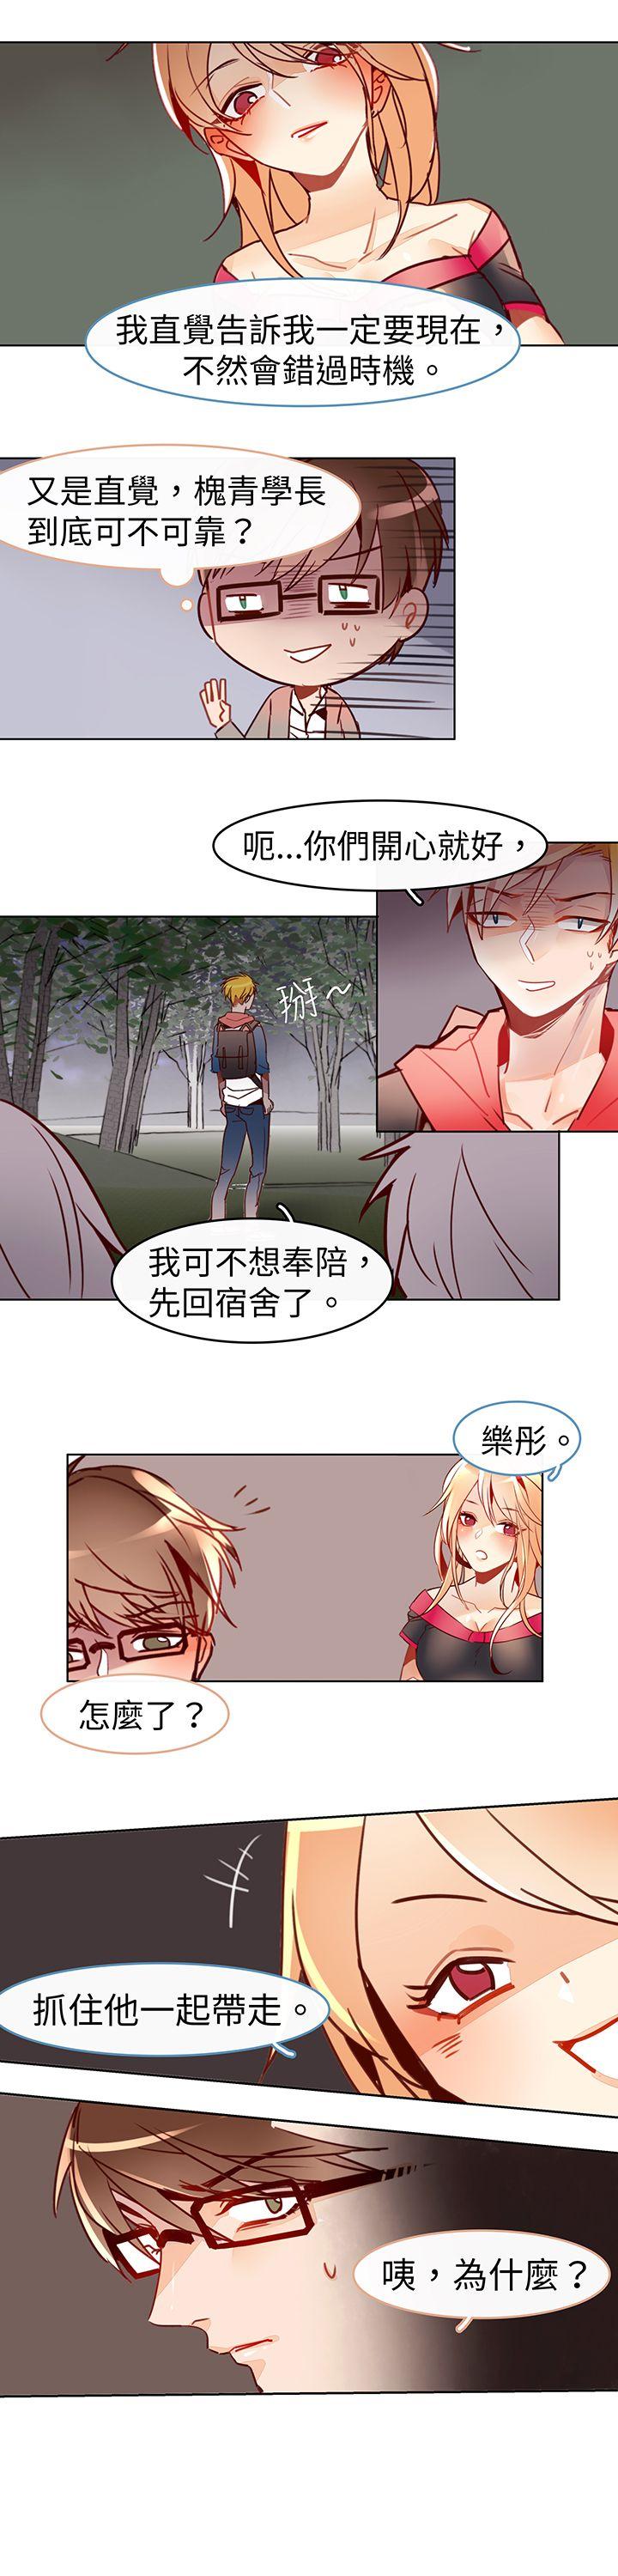 我直覺告訴我一定要現在，
不然會錯過時機。
又是直覺，槐青學長
到底可不可靠？
呃…你們開心就好，
掰～
我可不想奉陪，
先回宿舍了。
樂彤。
怎麼了？
抓住他一起帶走。
咦，為什麼？